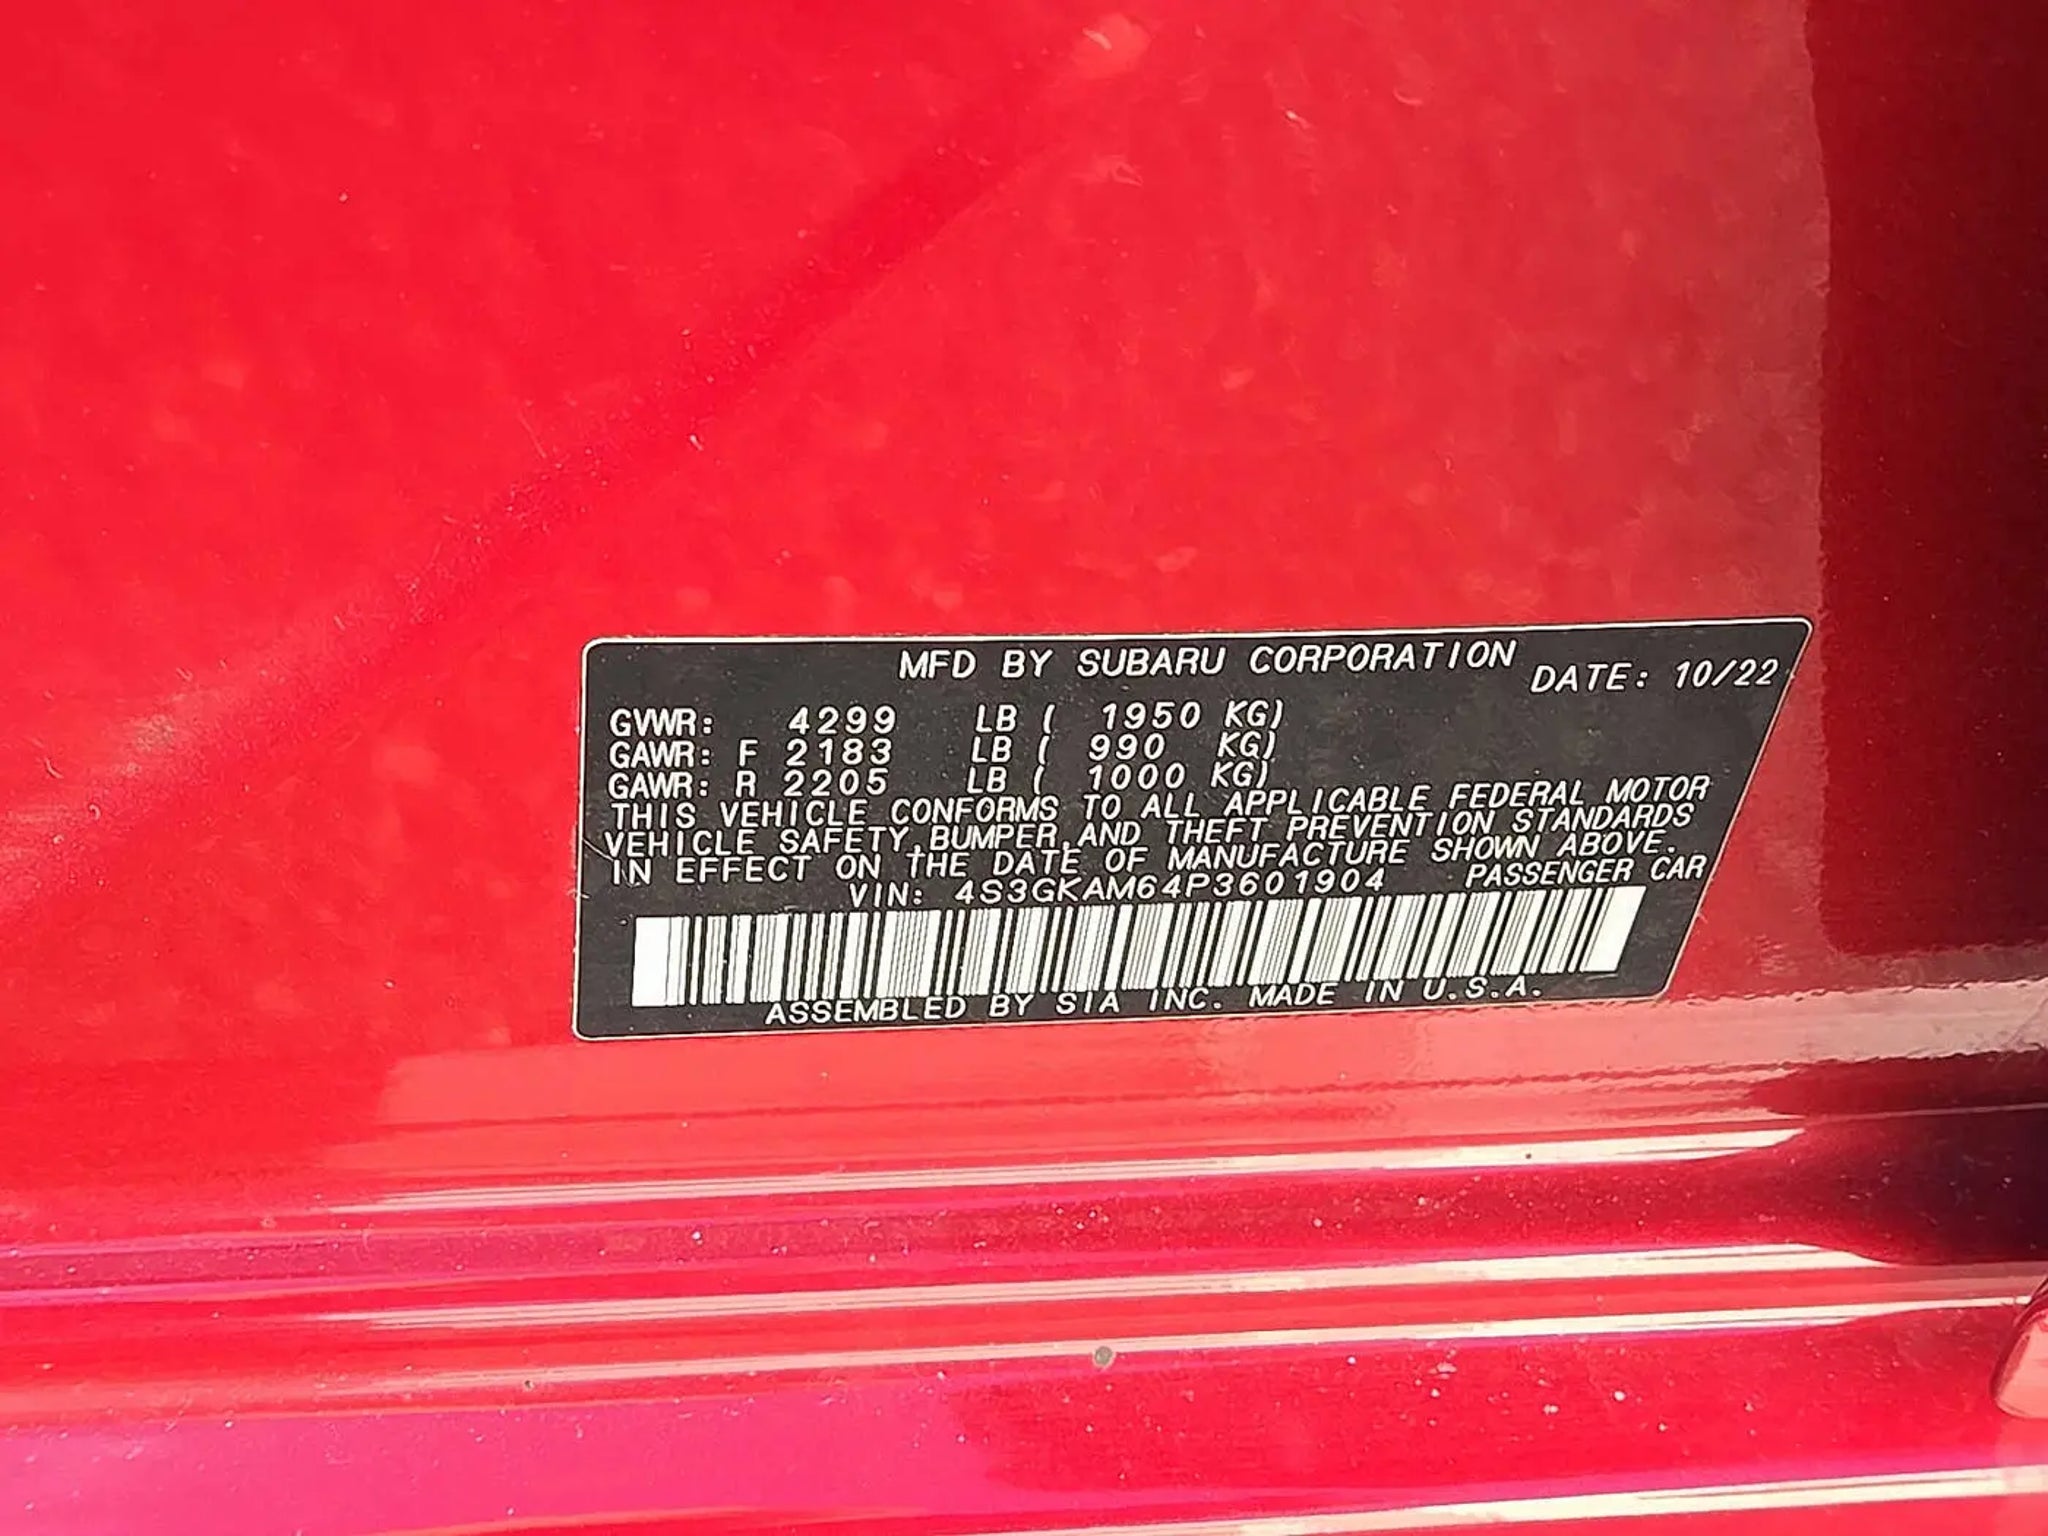 MFD BY SUBARU CORPORATION DATE: 10/22
GVWR: 4299 LB ( 1950 KG)
GAWR: F 2183 LB ( 990 KG)
GAWR: R 2205 LB ( 1000 KG)
THIS VEHICLE CONFORMS TO ALL APPLICABLE FEDERAL MOTOR
VEHICLE SAFETY,BUMPER,AND THEFT PREVENTION STANDARDS
IN EFFECT ON THE DATE OF MANUFACTURE SHOWN ABOVE.
VIN: 4S3GKAM64P3601904 PASSENGER CAR
ASSEMBLED BY SIA INC. MADE IN U.S.A.